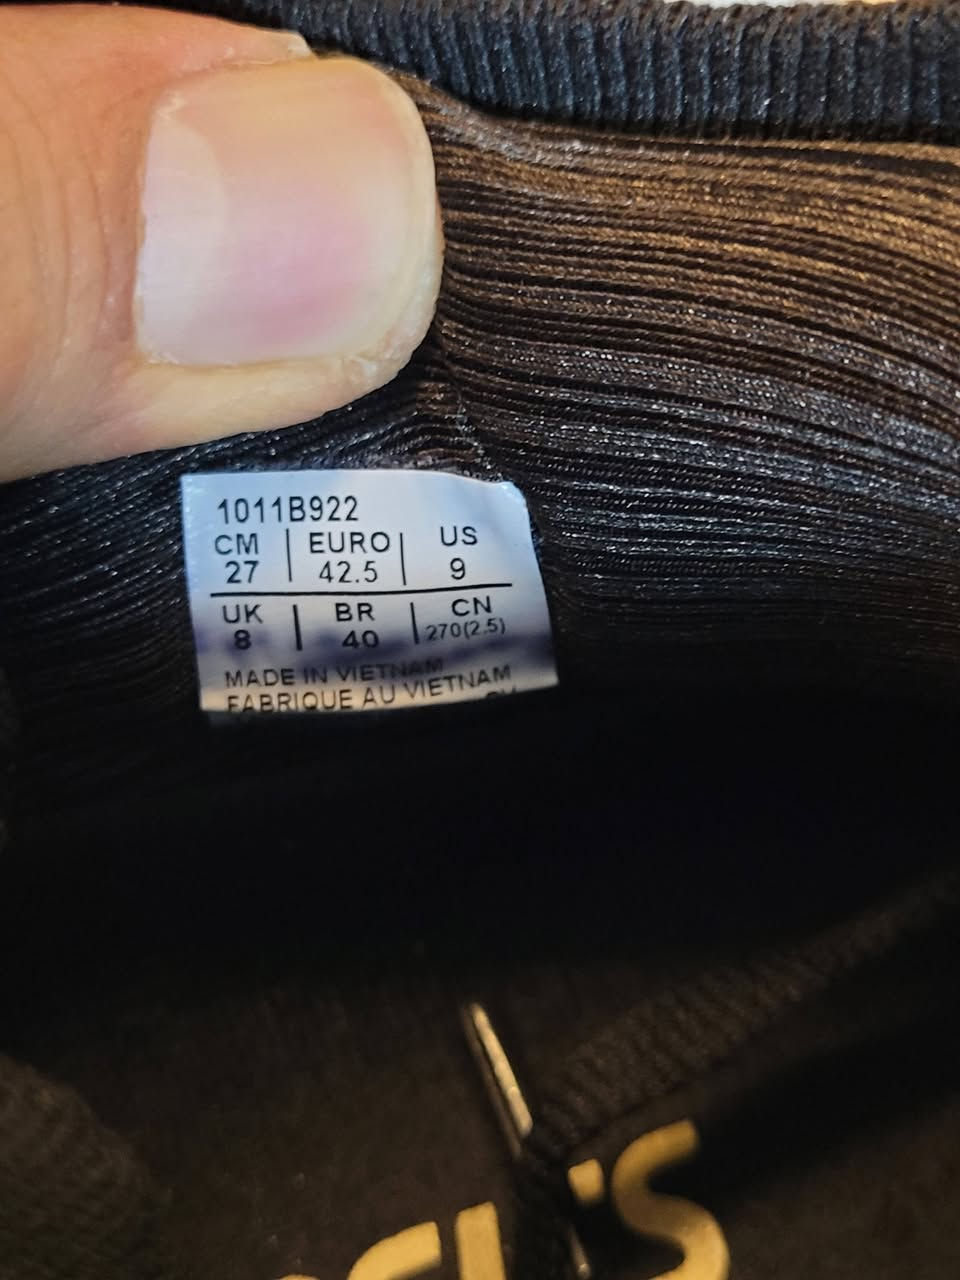 1011B922
CM | EURO | US
27 | 42.5 | 9
UK | BR | CN
8 | 40 | 270(2.5)
MADE IN VIETNAM
FABRIQUE AU VIETNAM